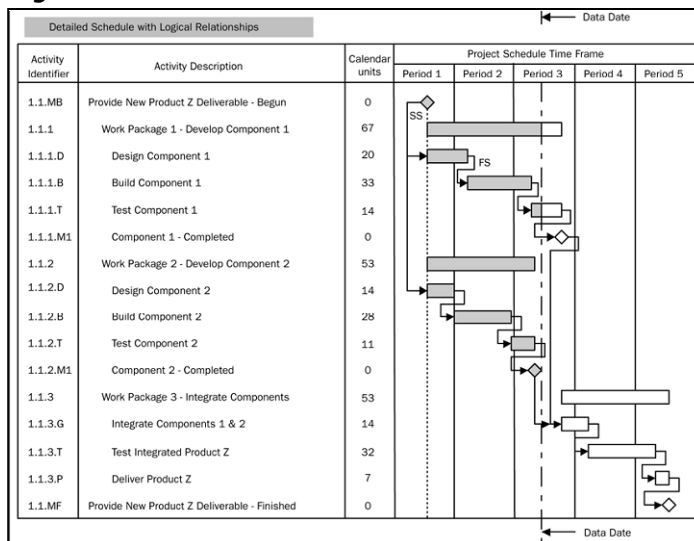 Detailed Schedule with Logical Relationships
Data Date
Activity Identifier Activity Description Calendar units Project Schedule Time Frame
Period 1 Period 2 Period 3 Period 4 Period 5
1.1.MB Provide New Product Z Deliverable - Begun 0
SS
1.1.1 Work Package 1 - Develop Component 1 67
1.1.1.D Design Component 1 20
FS
1.1.1.B Build Component 1 33
1.1.1.T Test Component 1 14
1.1.1.M1 Component 1 - Completed 0
1.1.2 Work Package 2 - Develop Component 2 53
1.1.2.D Design Component 2 14
1.1.2.B Build Component 2 28
1.1.2.T Test Component 2 11
1.1.2.M1 Component 2 - Completed 0
1.1.3 Work Package 3 - Integrate Components 53
1.1.3.G Integrate Components 1 & 2 14
1.1.3.T Test Integrated Product Z 32
1.1.3.P Deliver Product Z 7
1.1.MF Provide New Product Z Deliverable - Finished 0
Data Date